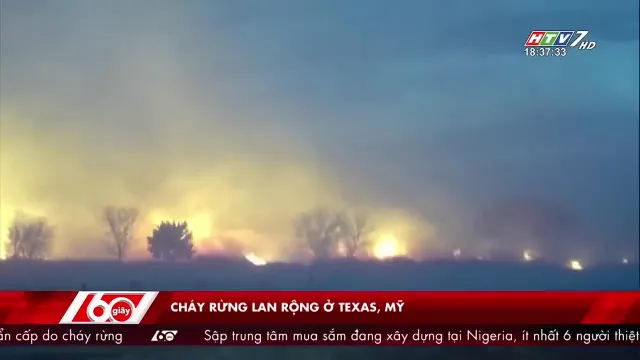 HTV7 HD
18:37:33
60 giây
CHÁY RỪNG LAN RỘNG Ở TEXAS, MỸ
ẩn cấp do cháy rừng 60 Sập trung tâm mua sắm đang xây dựng tại Nigeria, ít nhất 6 người thiệt